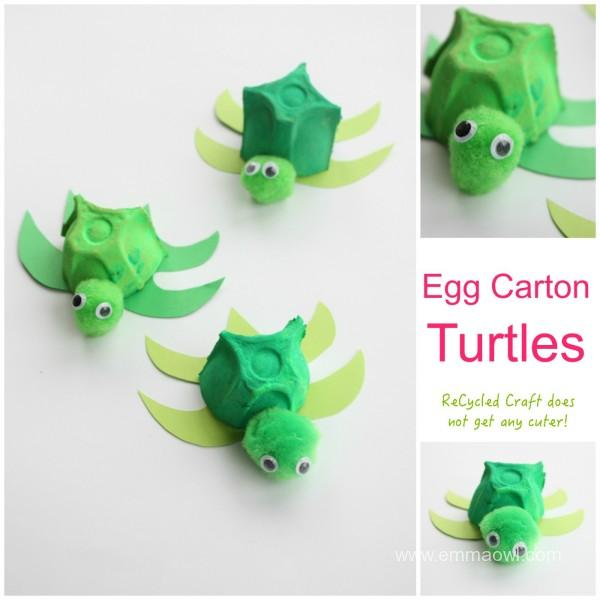 Egg Carton
Turtles
ReCycled Craft does
not get any cuter!
www.emmaowl.com